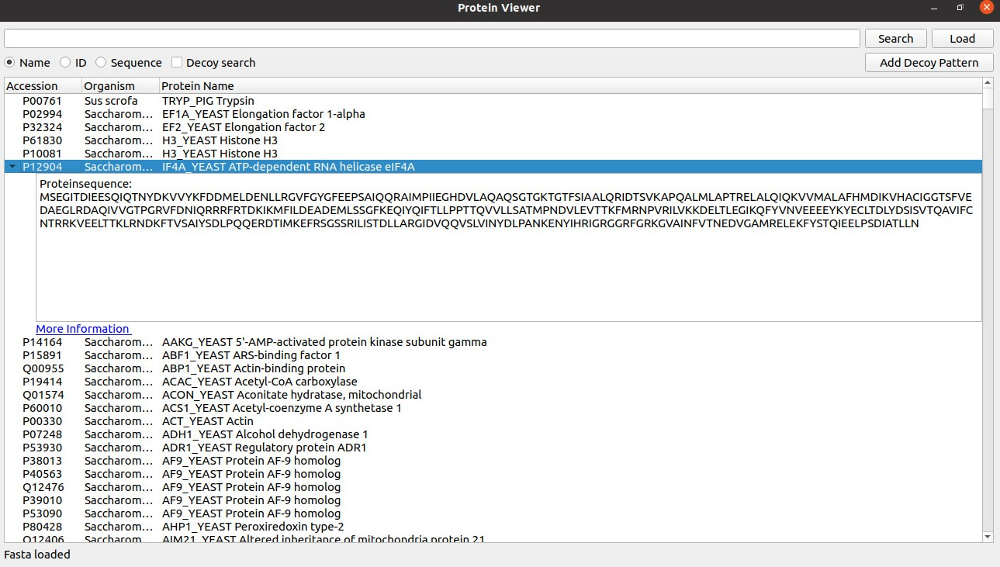 Protein Viewer
Search
Load
Name
ID
Sequence
Decoy search
Add Decoy Pattern
Accession Organism Protein Name
P00761 Sus scrofa TRYP_PIG Trypsin
P02994 Saccharom... EF1A_YEAST Elongation factor 1-alpha
P32324 Saccharom... EF2_YEAST Elongation factor 2
P61830 Saccharom... H3_YEAST Histone H3
P10081 Saccharom... H3_YEAST Histone H3
P12904 Saccharom... IF4A_YEAST ATP-dependent RNA helicase eIF4A
Proteinsequence:
MSEGITDIEESQIQTNYDKVVYKFDDMELDENLLRGVFGYGFEEPSAIQQRAIMPIIEGHDVLAQAQSGTGKTGTFSIAALQRIDTSVKAPQALMLAPTRELALQIQKVVMALAFHMDIKVHACIGGTSFVE
DAEGLRDAQIVVGTPGRVFDNIQRRRFRTDKIKMFILDEADEMLSSGFKEQIYQIFTLLPPTTQVVLLSATMPNDVLEVTTKFMRNPVRILVKKDELTLEGIKQFYVNVEEEEYKYECLTDLYDSISVTQAVIFC
NTRRKVEELTTKLRNDKFTVSAIYSDLPQQERDTIMKEFRSGSSRILISTDLLARGIDVQQVSLVINYDLPANKENYIHRIGRGGRFGRKGVAINFVTNEDVGAMRELEKFYSTQIEELPSDIATLLN
More Information
P14164 Saccharom... AAKG_YEAST 5'-AMP-activated protein kinase subunit gamma
P15891 Saccharom... ABF1_YEAST ARS-binding factor 1
Q00955 Saccharom... ABP1_YEAST Actin-binding protein
P19414 Saccharom... ACAC_YEAST Acetyl-CoA carboxylase
Q01574 Saccharom... ACON_YEAST Aconitate hydratase, mitochondrial
P60010 Saccharom... ACS1_YEAST Acetyl-coenzyme A synthetase 1
P00330 Saccharom... ACT_YEAST Actin
P07248 Saccharom... ADH1_YEAST Alcohol dehydrogenase 1
P53930 Saccharom... ADR1_YEAST Regulatory protein ADR1
P38013 Saccharom... AF9_YEAST Protein AF-9 homolog
P40563 Saccharom... AF9_YEAST Protein AF-9 homolog
Q12476 Saccharom... AF9_YEAST Protein AF-9 homolog
P39010 Saccharom... AF9_YEAST Protein AF-9 homolog
P53090 Saccharom... AF9_YEAST Protein AF-9 homolog
P80428 Saccharom... AHP1_YEAST Peroxiredoxin type-2
Q12406 Saccharom... AIM21_YEAST Altered inheritance of mitochondria protein 21
Fasta loaded